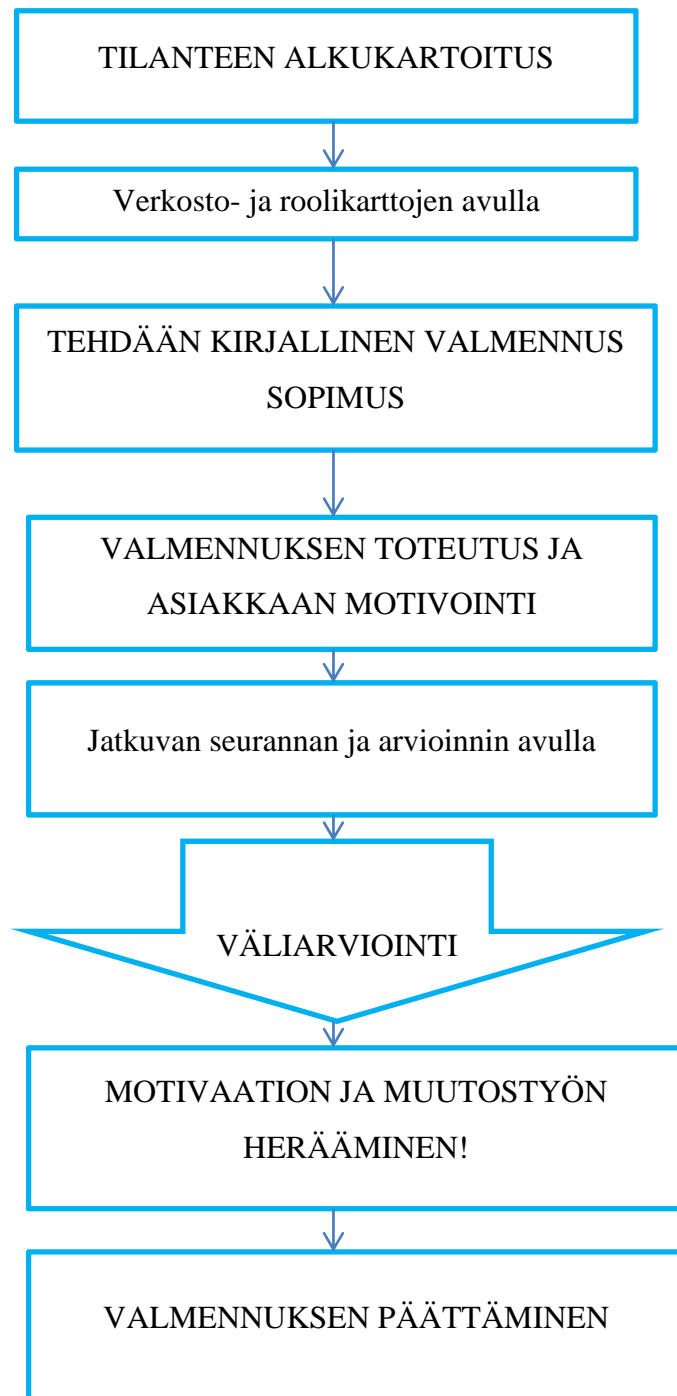 TILANTEEN ALKUKARTOITUS
Verkosto- ja roolikarttojen avulla
TEHDÄÄN KIRJALLINEN VALMENNUS
SOPIMUS
VALMENNUKSEN TOTEUTUS JA
ASIAKKAAN MOTIVOINTI
Jatkuvan seurannan ja arvioinnin avulla
VÄLIARVIOINTI
MOTIVAATION JA MUUTOSTYÖN
HERÄÄMINEN!
VALMENNUKSEN PÄÄTTÄMINEN